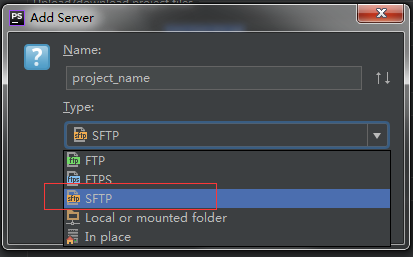 Upload/download project files
PS
Add Server
Name:
project_name
Type:
SFTP
FTP
FTPS
SFTP
Local or mounted folder
In place